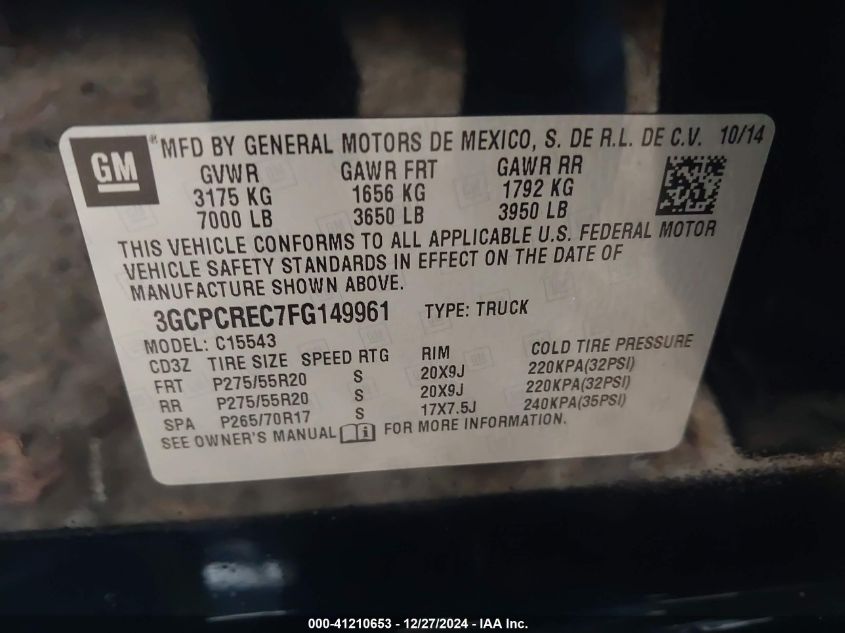 GM ® MFD BY GENERAL MOTORS DE MEXICO, S. DE R.L. DE C.V. 10/14
GVWR GAWR FRT GAWR RR
3175 KG 1656 KG 1792 KG
7000 LB 3650 LB 3950 LB
THIS VEHICLE CONFORMS TO ALL APPLICABLE U.S. FEDERAL MOTOR
VEHICLE SAFETY STANDARDS IN EFFECT ON THE DATE OF
MANUFACTURE SHOWN ABOVE.
3GCPCREC7FG149961 TYPE: TRUCK
MODEL: C15543
CD3Z TIRE SIZE SPEED RTG RIM COLD TIRE PRESSURE
FRT P275/55R20 S 20X9J 220KPA(32PSI)
RR P275/55R20 S 20X9J 220KPA(32PSI)
SPA P265/70R17 S 17X7.5J 240KPA(35PSI)
SEE OWNER'S MANUAL i FOR MORE INFORMATION.
000-41210653 - 12/27/2024 - IAA Inc.